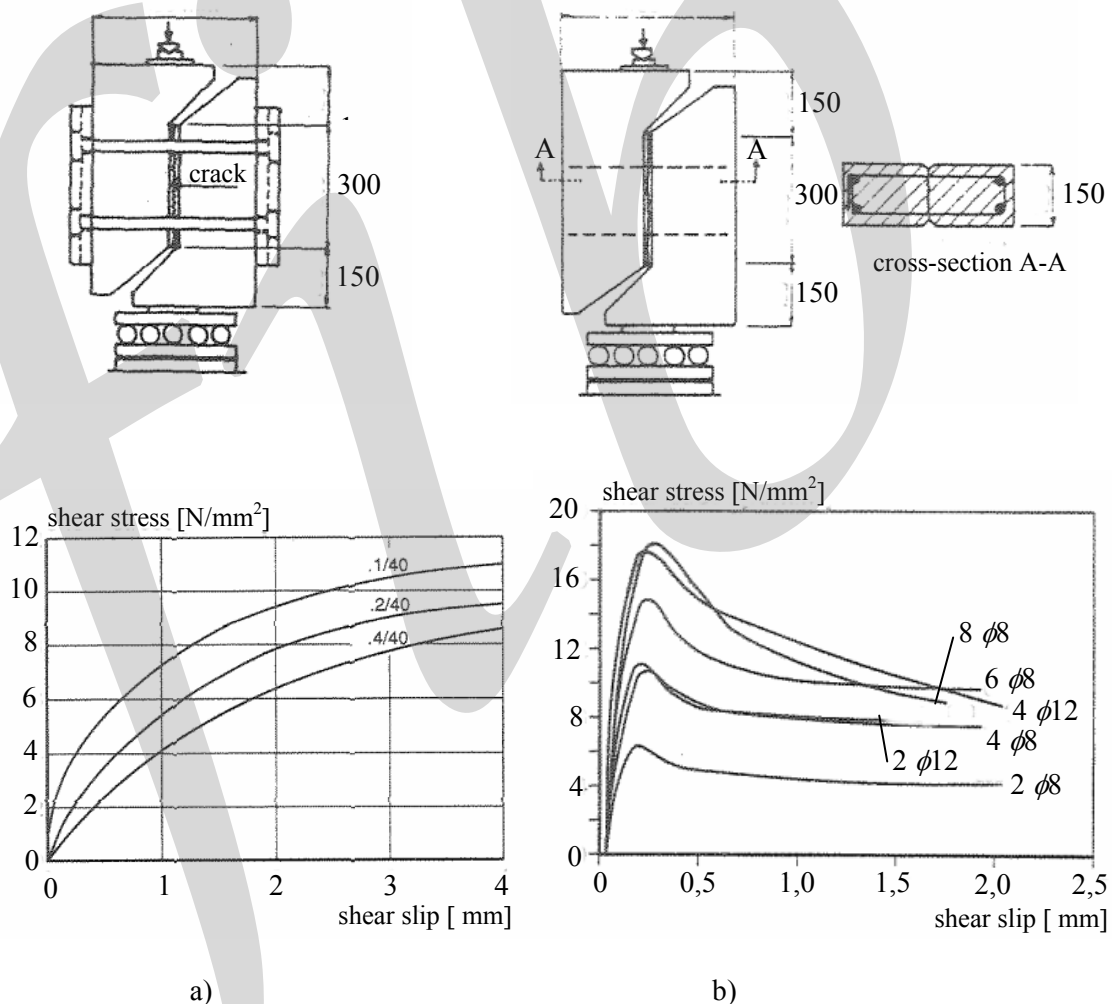 crack
300
150
A
A
150
300
150
150
cross-section A-A
shear stress [N/mm²]
12
10
8
6
4
2
0
.1/40
.2/40
.4/40
0
1
2
3
4
shear slip [ mm]
a)
shear stress [N/mm²]
20
16
12
8
4
0
8 ϕ8
6 ϕ8
4 ϕ12
4 ϕ8
2 ϕ12
2 ϕ8
0
0,5
1,0
1,5
2,0
2,5
shear slip [ mm]
b)
fib